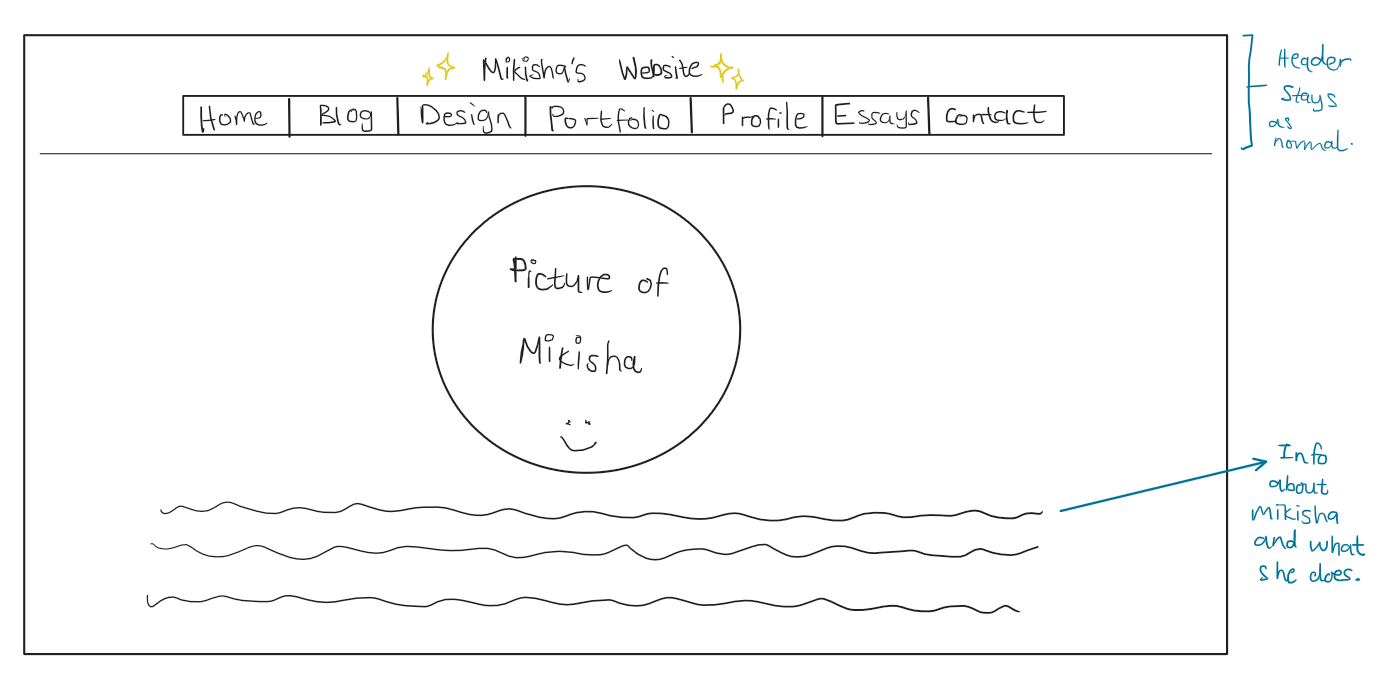 Mikisha's Website
Home Blog Design Portfolio Profile Essays Contact
Header
Stays
as
normal.
Picture of
Mikisha
Info
about
Mikisha
and what
she does.